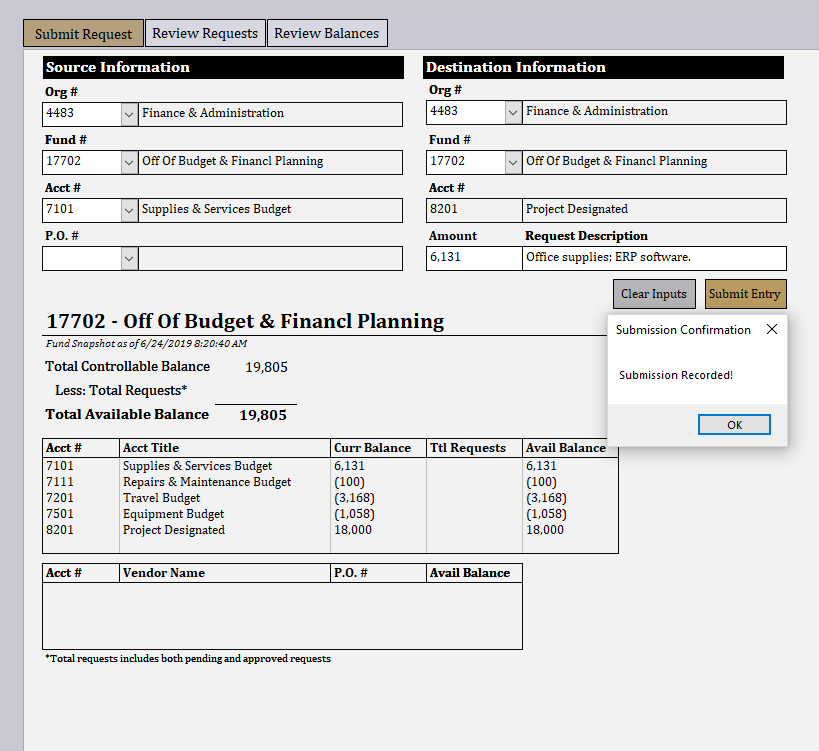 Submit Request Review Requests Review Balances
Source Information Destination Information
Org # Org #
4483 Finance & Administration 4483 Finance & Administration
Fund # Fund #
17702 Off Of Budget & Financl Planning 17702 Off Of Budget & Financl Planning
Acct # Acct #
7101 Supplies & Services Budget 8201 Project Designated
P.O. # Amount Request Description
6,131 Office supplies; ERP software.
Clear Inputs Submit Entry
17702 - Off Of Budget & Financl Planning
Fund Snapshot as of 6/24/2019 8:20:40 AM
Total Controllable Balance 19,805
Less: Total Requests*
Total Available Balance 19,805
Submission Confirmation
Submission Recorded!
OK
Acct # Acct Title Curr Balance Ttl Requests Avail Balance
7101 Supplies & Services Budget 6,131 6,131
7111 Repairs & Maintenance Budget (100) (100)
7201 Travel Budget (3,168) (3,168)
7501 Equipment Budget (1,058) (1,058)
8201 Project Designated 18,000 18,000
Acct # Vendor Name P.O. # Avail Balance
*Total requests includes both pending and approved requests